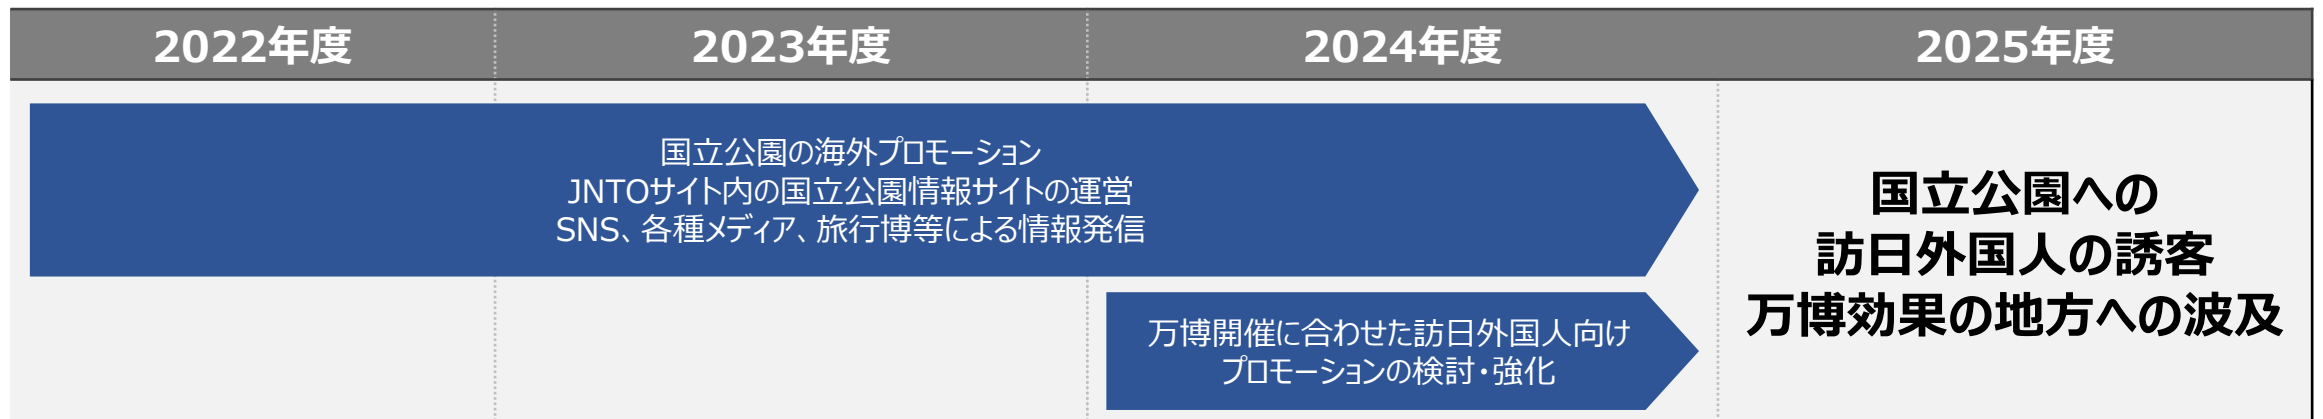 2022年度 2023年度 2024年度 2025年度
国立公園の海外プロモーション
JNTOサイト内の国立公園情報サイトの運営
SNS、各種メディア、旅行博等による情報発信
万博開催に合わせた訪日外国人向け
プロモーションの検討・強化
国立公園への
訪日外国人の誘客
万博効果の地方への波及